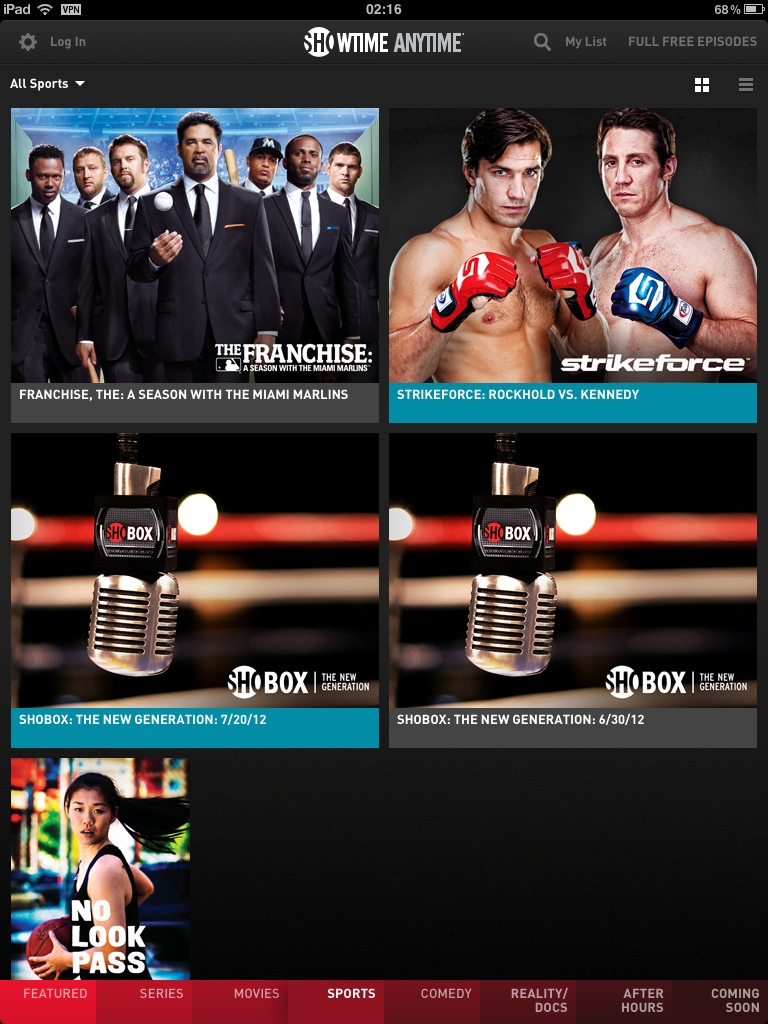 iPad VPN 02:16 68%
Log In SHOWTIME ANYTIME My List FULL FREE EPISODES
All Sports
THE FRANCHISE:
A SEASON WITH THE MIAMI MARLINS
strikeforce
FRANCHISE, THE: A SEASON WITH THE MIAMI MARLINS
STRIKEFORCE: ROCKHOLD VS. KENNEDY
SHOBOX
SHOBOX
SHOBOX THE NEW
GENERATION
SHOBOX THE NEW
GENERATION
SHOBOX: THE NEW GENERATION: 7/20/12
SHOBOX: THE NEW GENERATION: 6/30/12
NO
LOOK
PASS
FEATURED SERIES MOVIES SPORTS COMEDY REALITY/
DOCS AFTER
HOURS COMING
SOON